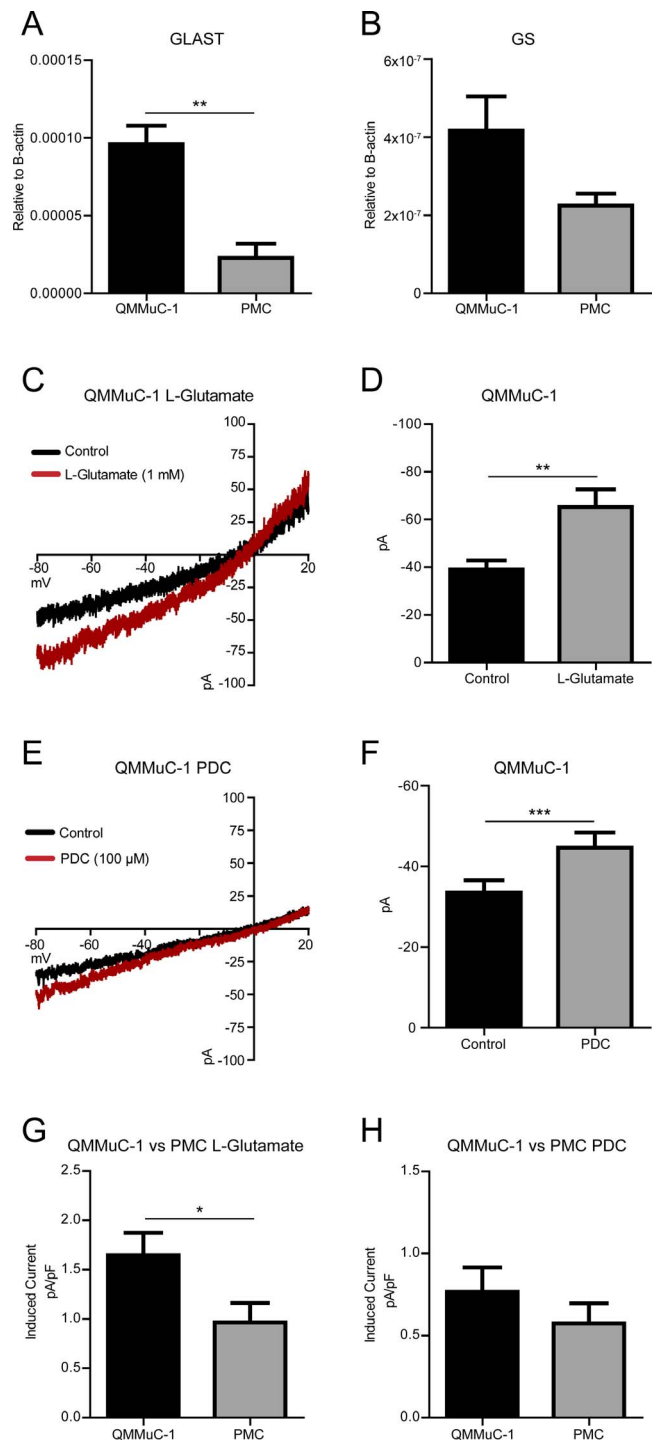 A
GLAST
0.00015
0.00010
0.00005
0.00000
Relative to B-actin
**
QMMuC-1
PMC
B
GS
6x10-7
4x10-7
2x10-7
0
Relative to B-actin
QMMuC-1
PMC
C
QMMuC-1 L-Glutamate
Control
L-Glutamate (1 mM)
100
75
50
25
-80
-60
-40
20
mV
-25
-50
-75
-100
pA
D
QMMuC-1
-100
-80
-60
-40
-20
0
pA
**
Control
L-Glutamate
E
QMMuC-1 PDC
Control
PDC (100 µM)
100
75
50
25
-80
-60
-40
20
mV
-25
-50
-75
-100
pA
F
QMMuC-1
-60
-40
-20
0
pA
***
Control
PDC
G
QMMuC-1 vs PMC L-Glutamate
2.5
2.0
1.5
1.0
0.5
0.0
Induced Current
pA/pF
*
QMMuC-1
PMC
H
QMMuC-1 vs PMC PDC
1.5
1.0
0.5
0.0
Induced Current
pA/pF
QMMuC-1
PMC